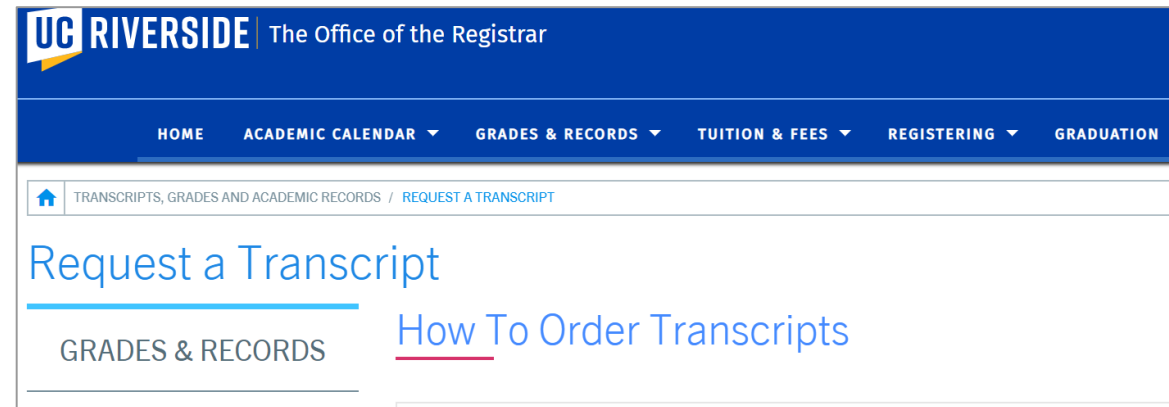 UC RIVERSIDE The Office of the Registrar
HOME ACADEMIC CALENDAR GRADES & RECORDS TUITION & FEES REGISTERING GRADUATION
TRANSCRIPTS, GRADES AND ACADEMIC RECORDS / REQUEST A TRANSCRIPT
Request a Transcript
GRADES & RECORDS
How To Order Transcripts